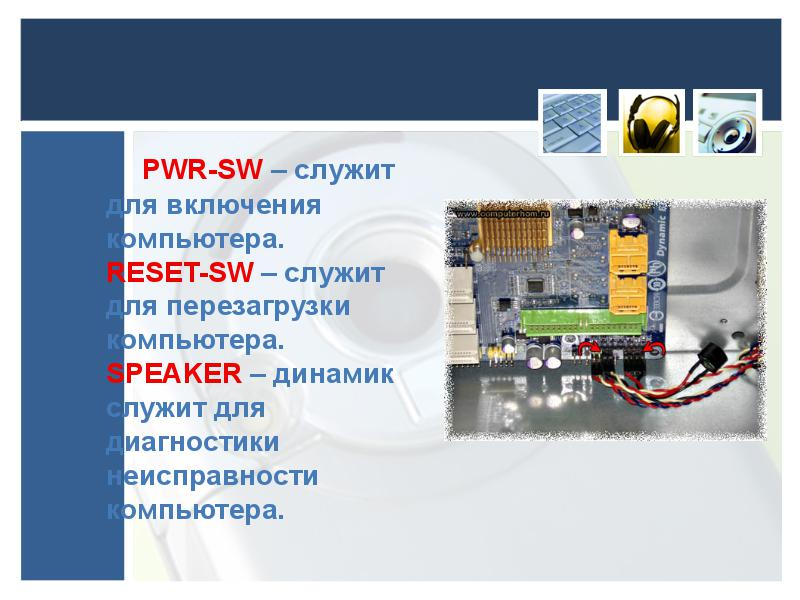 PWR-SW – служит
для включения
компьютера.
RESET-SW – служит
для перезагрузки
компьютера.
SPEAKER – динамик
служит для
диагностики
неисправности
компьютера.
www.computerhom.ru
Dynamic